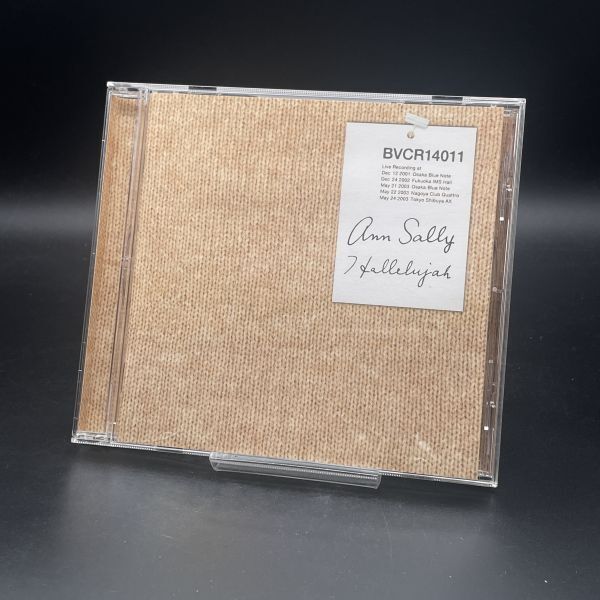 BVCR14011
Live Recording at
Dec 12 2001 Osaka Blue Note
Dec 24 2002 Fukuoka IMS Hall
May 21 2003 Osaka Blue Note
May 22 2003 Nagoya Club Quattro
May 24 2003 Tokyo Shibuya AX
Ann Sally
Hallelujah